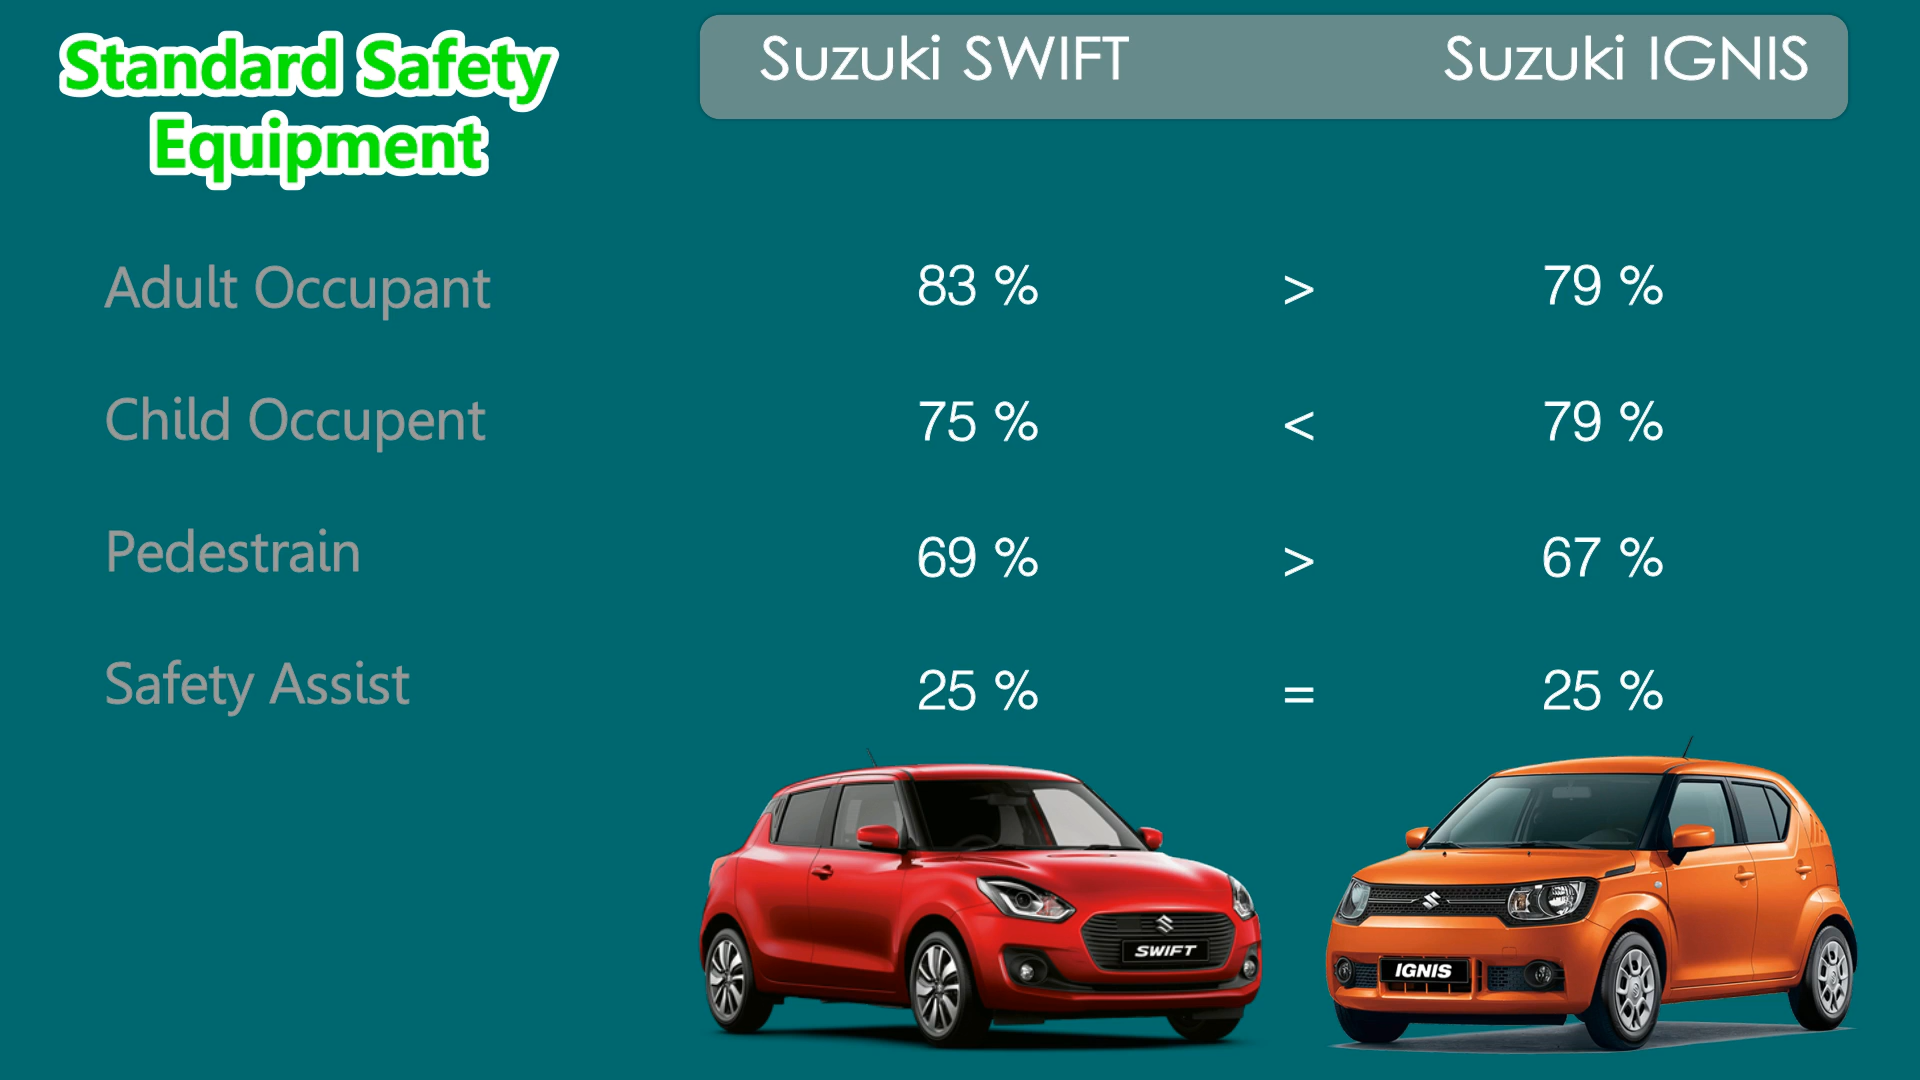 Standard Safety
Equipment
Suzuki SWIFT Suzuki IGNIS
Adult Occupant 83 % > 79 %
Child Occupent 75 % < 79 %
Pedestrain 69 % > 67 %
Safety Assist 25 % = 25 %
SWIFT
IGNIS